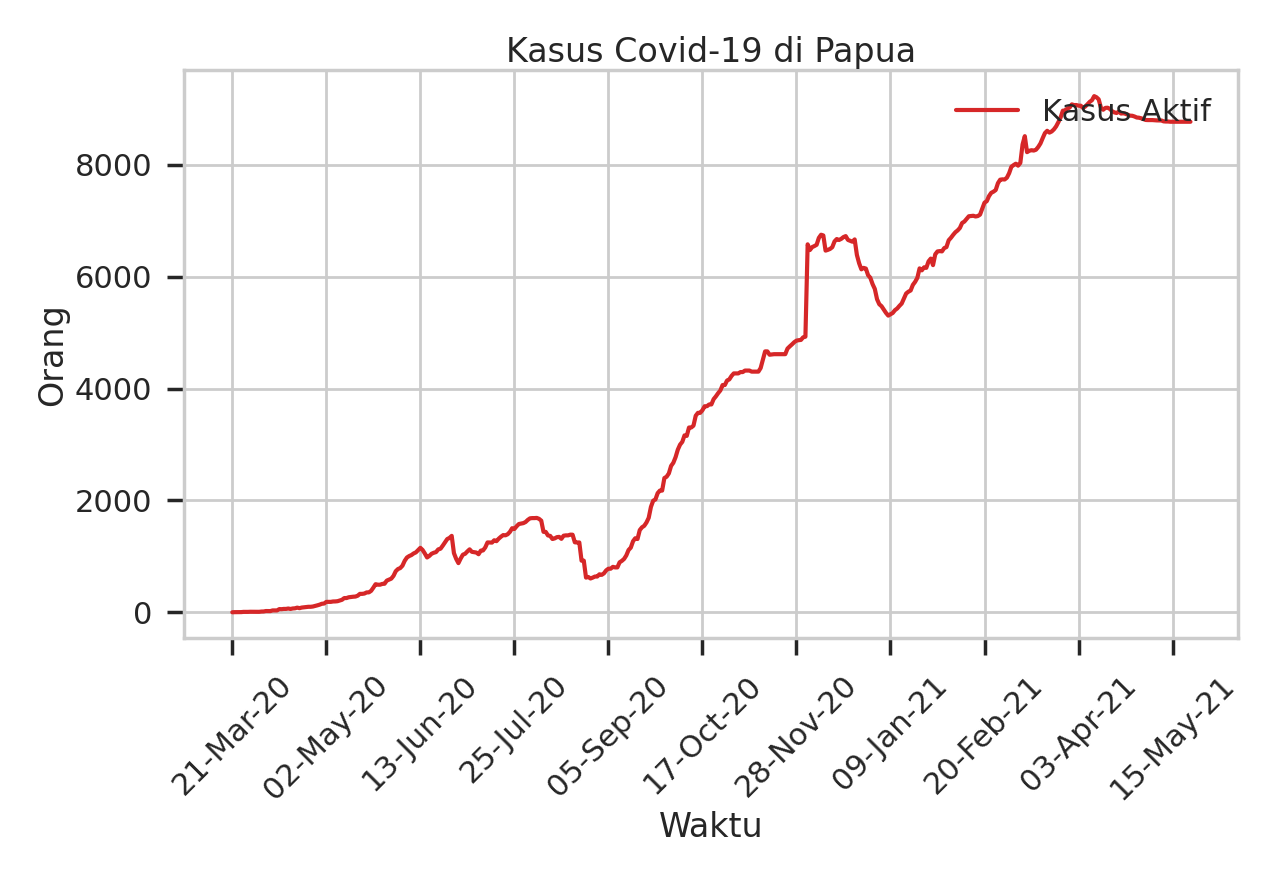 Kasus Covid-19 di Papua
Kasus Aktif
Orang
8000
6000
4000
2000
0
21-Mar-20
02-May-20
13-Jun-20
25-Jul-20
05-Sep-20
17-Oct-20
28-Nov-20
09-Jan-21
20-Feb-21
03-Apr-21
15-May-21
Waktu